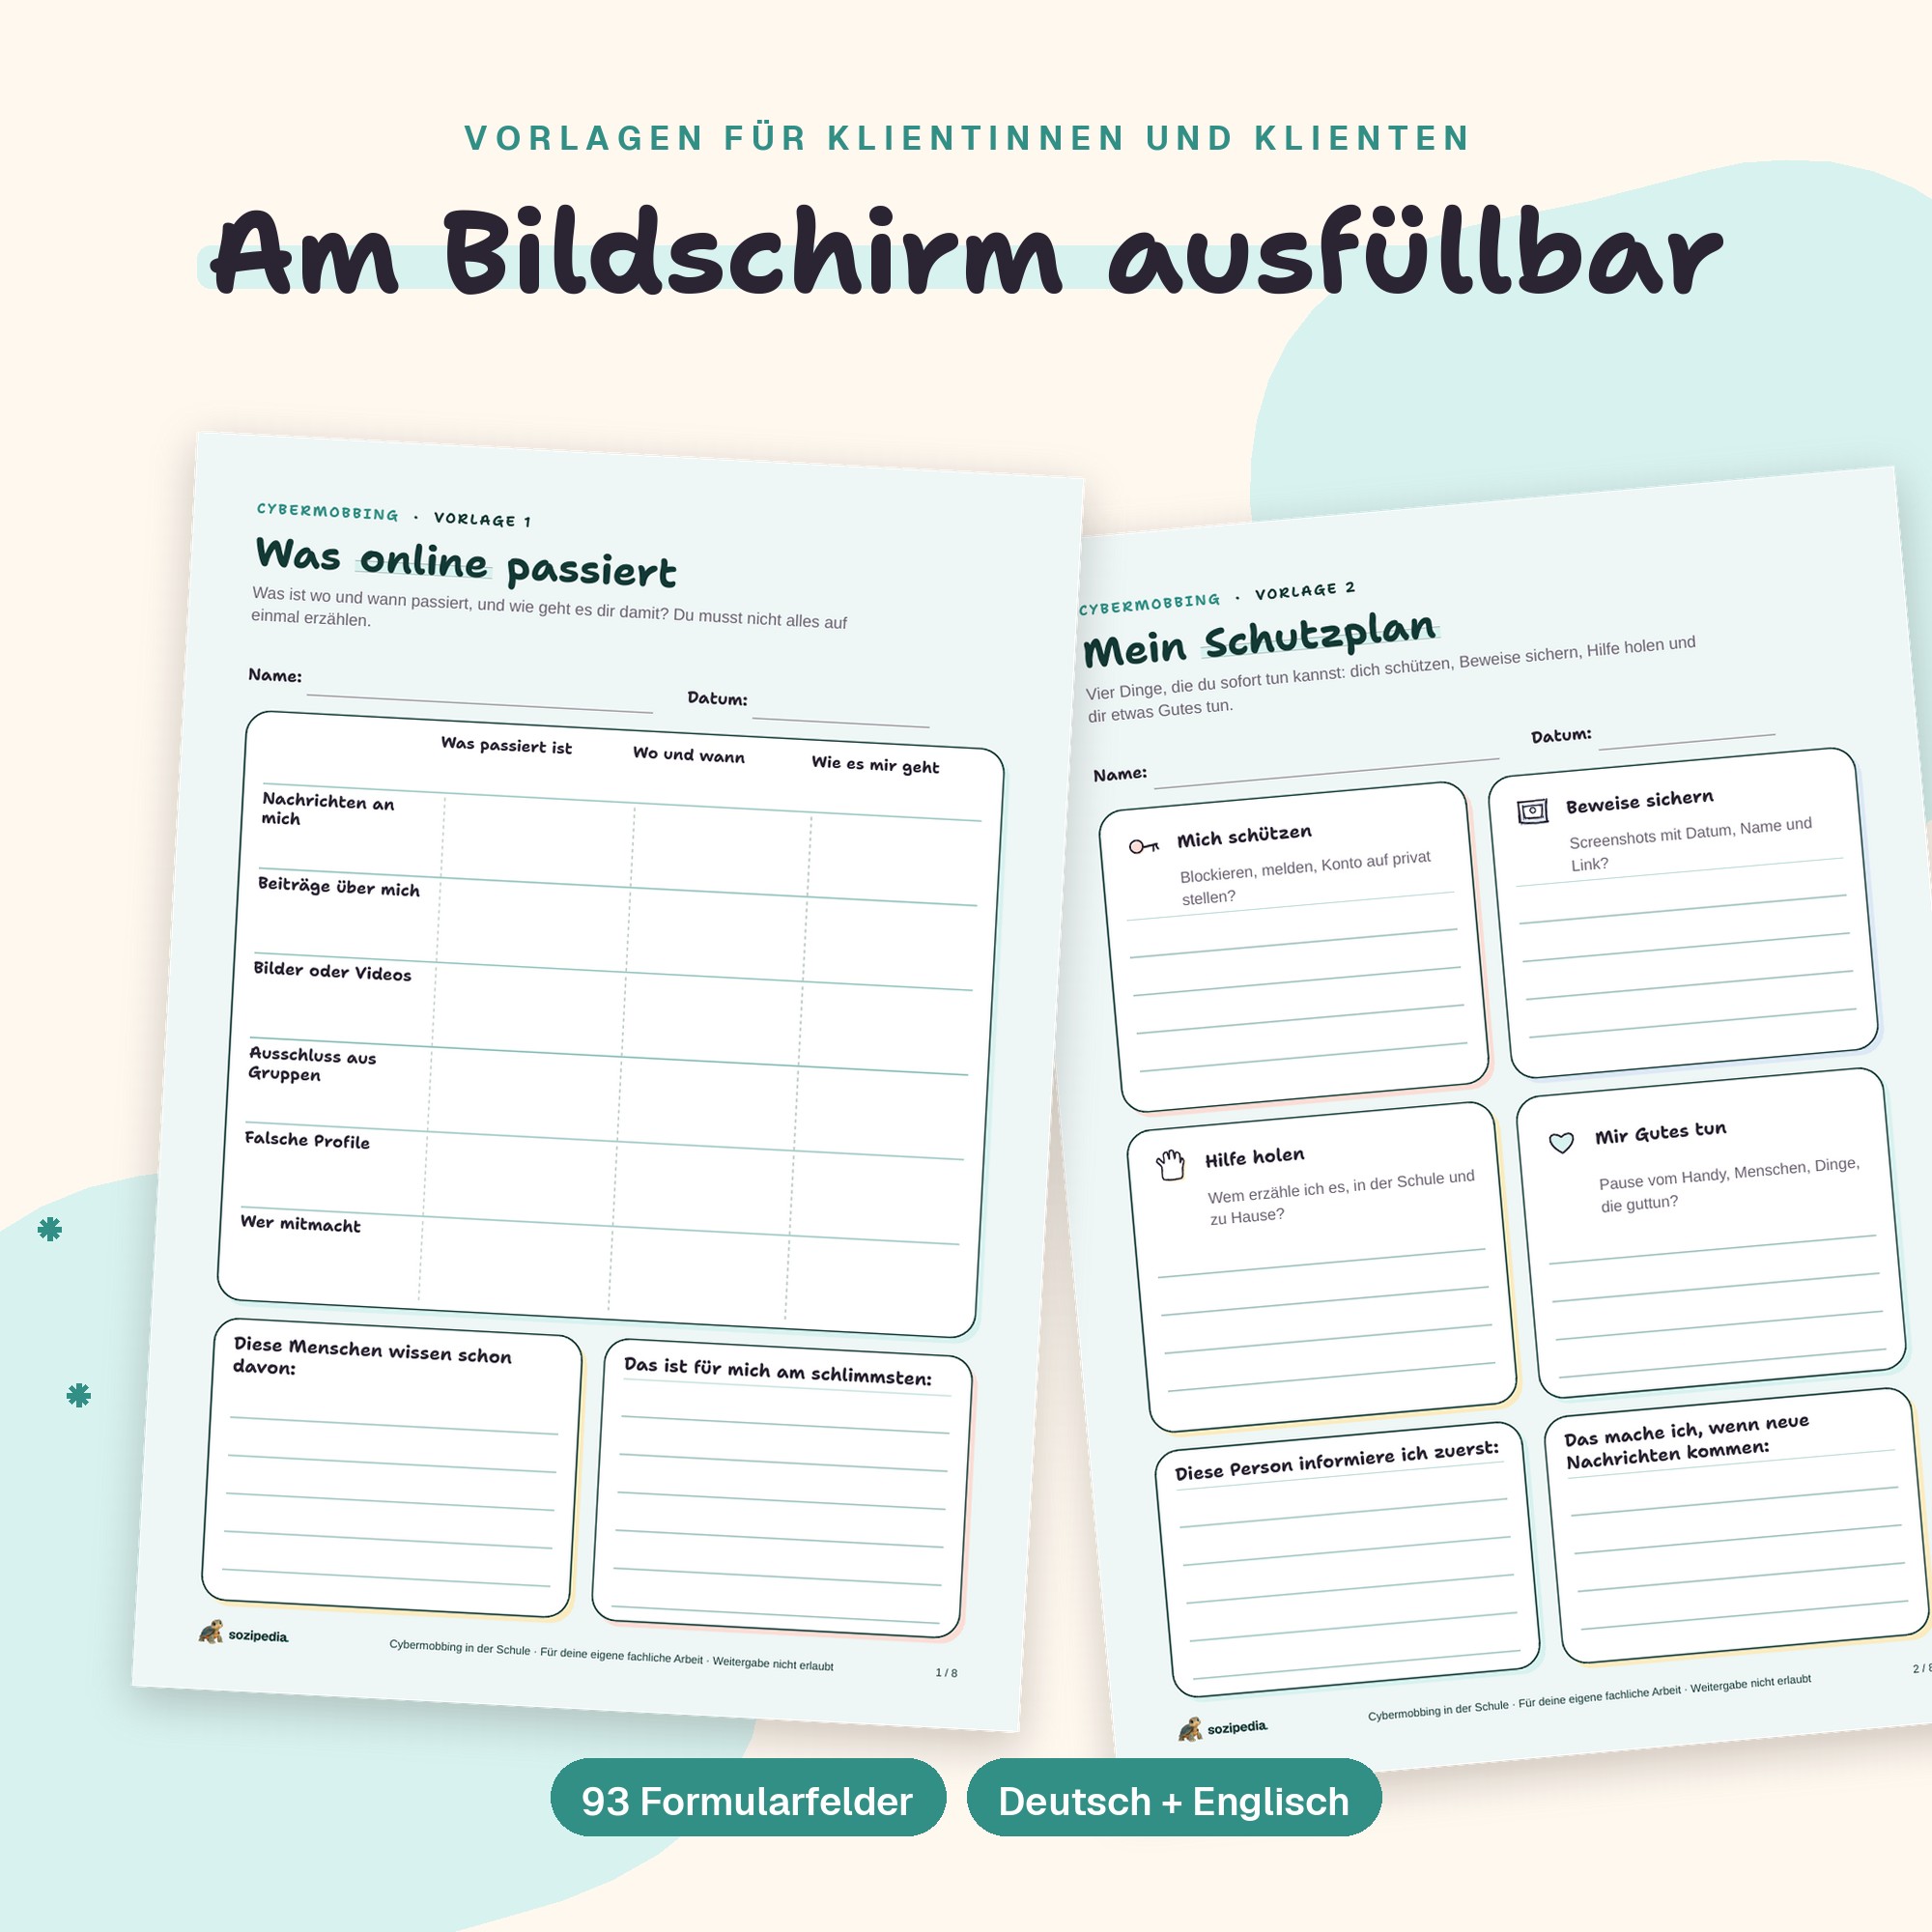 VORLAGEN FÜR KLIENTINNEN UND KLIENTEN
Am Bildschirm ausfüllbar
CYBERMOBBING · VORLAGE 1
Was online passiert
Was ist wo und wann passiert, und wie geht es dir damit? Du musst nicht alles auf
einmal erzählen.
Name:
Datum:
Was passiert ist
Wo und wann
Wie es mir geht
Nachrichten an
mich
Beiträge über mich
Bilder oder Videos
Ausschluss aus
Gruppen
Falsche Profile
Wer mitmacht
Diese Menschen wissen schon
davon:
Das ist für mich am schlimmsten:
sozipedia.
Cybermobbing in der Schule · Für deine eigene fachliche Arbeit · Weitergabe nicht erlaubt
1 / 8
CYBERMOBBING · VORLAGE 2
Mein Schutzplan
Vier Dinge, die du sofort tun kannst: dich schützen, Beweise sichern, Hilfe holen und
dir etwas Gutes tun.
Name:
Datum:
Mich schützen
Blockieren, melden, Konto auf privat
stellen?
Beweise sichern
Screenshots mit Datum, Name und
Link?
Hilfe holen
Wem erzähle ich es, in der Schule und
zu Hause?
Mir Gutes tun
Pause vom Handy, Menschen, Dinge,
die guttun?
Diese Person informiere ich zuerst:
Das mache ich, wenn neue
Nachrichten kommen:
sozipedia.
Cybermobbing in der Schule · Für deine eigene fachliche Arbeit · Weitergabe nicht erlaubt
2 / 8
93 Formularfelder
Deutsch + Englisch